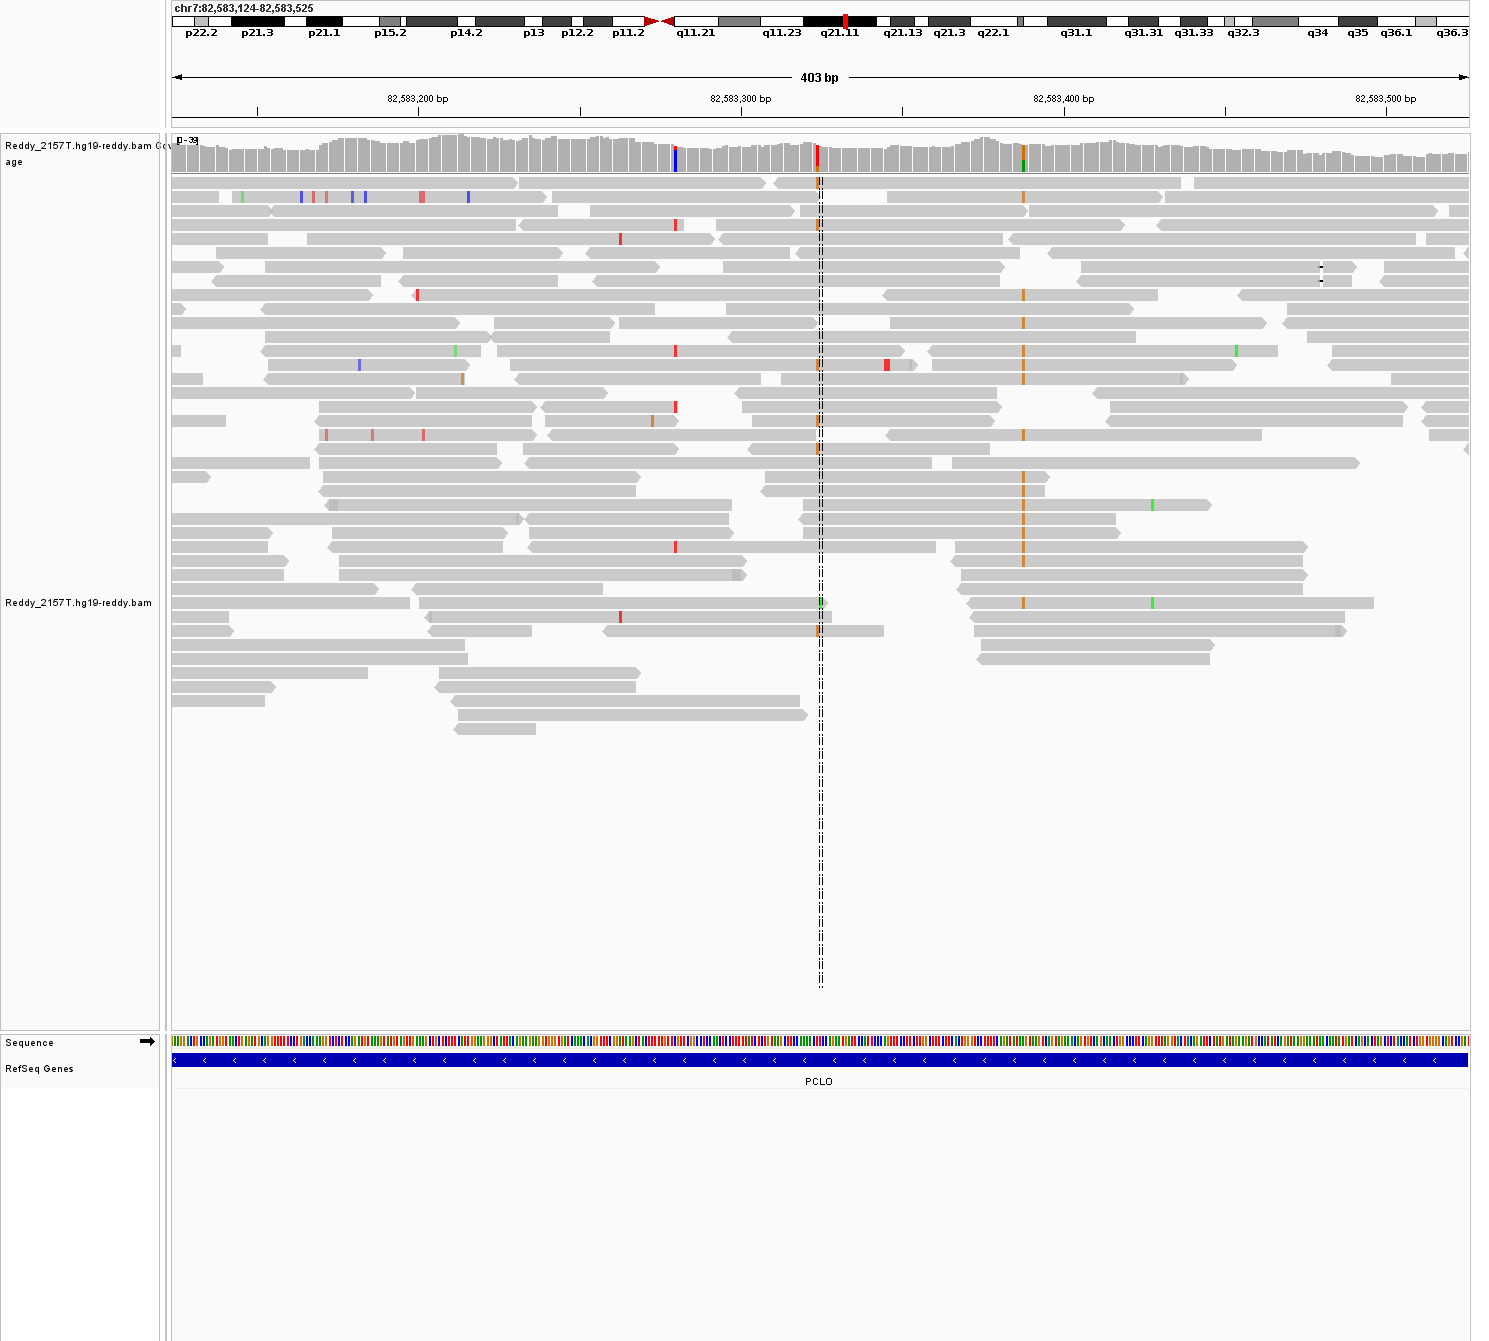 chr7:82,583,124-82,583,525
p22.2 p21.3 p21.1 p15.2 p14.2 p13 p12.2 p11.2 q11.21 q11.23 q21.11 q21.13 q21.3 q22.1 q31.1 q31.31 q31.33 q32.3 q34 q35 q36.1 q36.3
403 bp
82,583,200 bp 82,583,300 bp 82,583,400 bp 82,583,500 bp
Reddy_2157T.hg19-reddy.bam Cov
age
Reddy_2157T.hg19-reddy.bam
Sequence
RefSeq Genes
PCLO